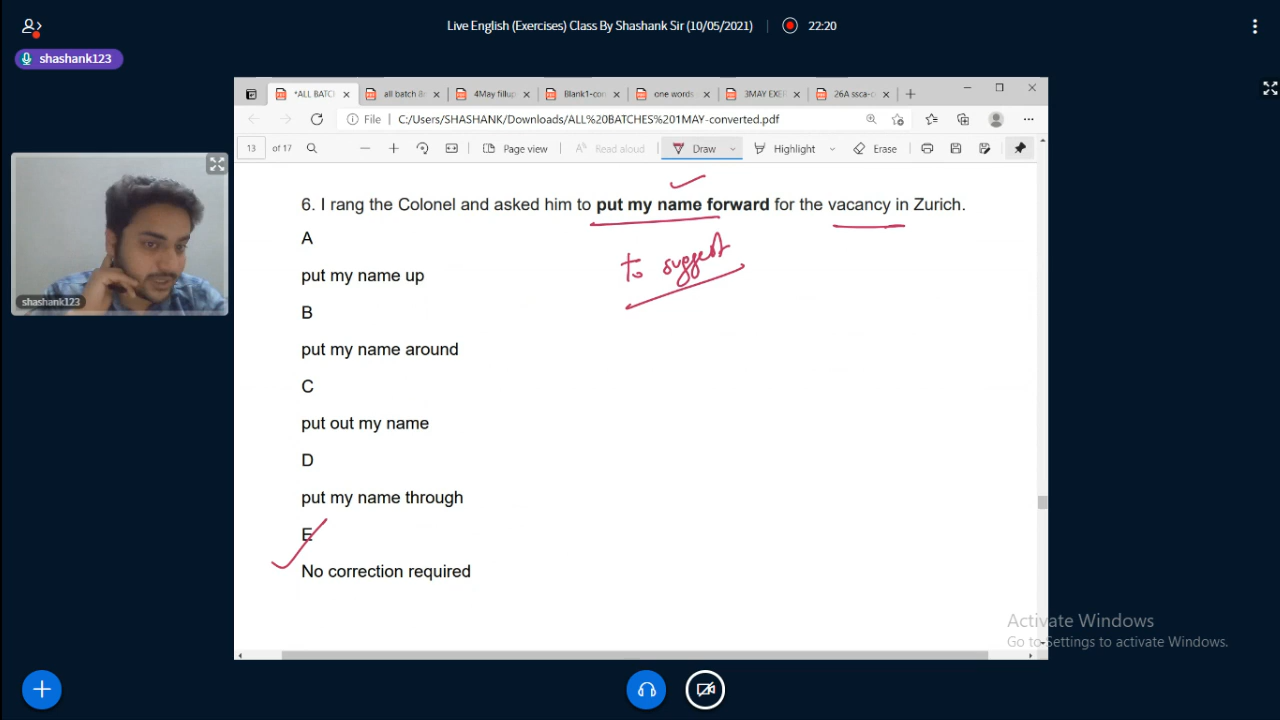 Live English (Exercises) Class By Shashank Sir (10/05/2021) 22:20
shashank123
*ALL BATC
all batch 8
4May fillup
Blank1-con
one words
3MAY EXE
26A ssca-c
File C:/Users/SHASHANK/Downloads/ALL%20BATCHES%201MAY-converted.pdf
13 of 17 Page view Read aloud Draw Highlight Erase
6. I rang the Colonel and asked him to put my name forward for the vacancy in Zurich.
to suggest
A
put my name up
B
put my name around
C
put out my name
D
put my name through
E
No correction required
shashank123
Activate Windows
Go to Settings to activate Windows.